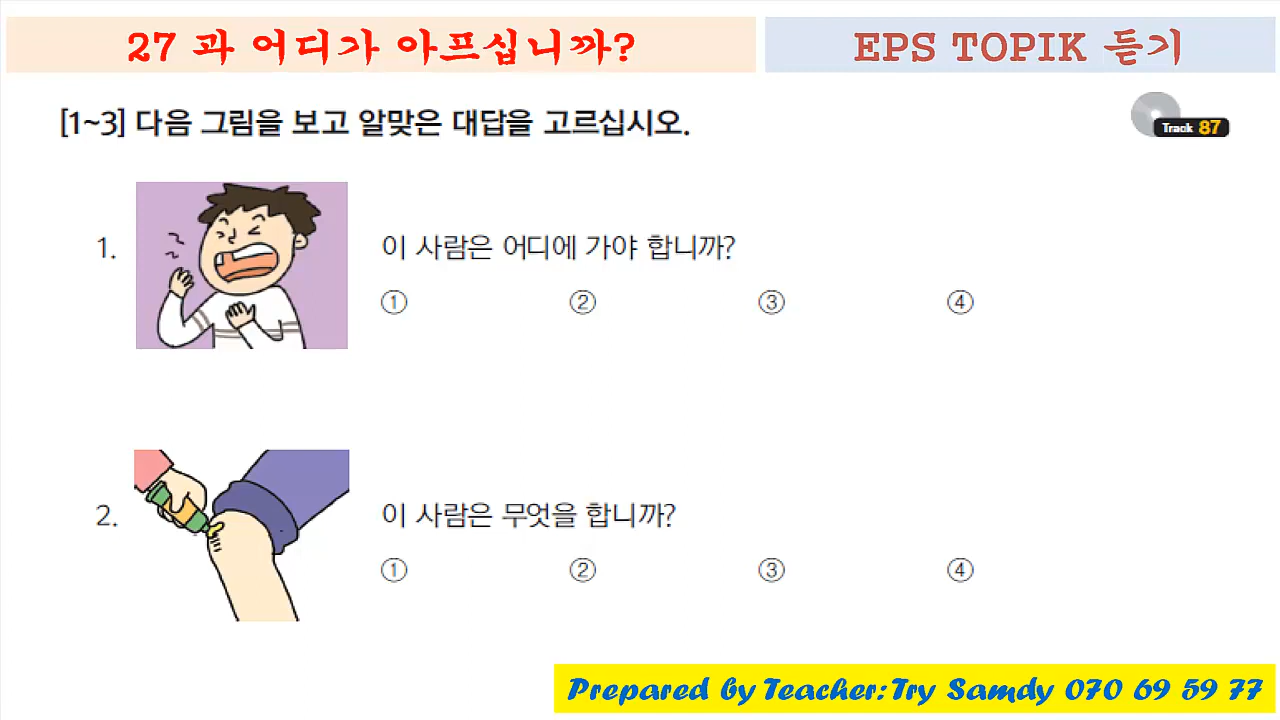 27 과 어디가 아프십니까?
EPS TOPIK 듣기
[1~3] 다음 그림을 보고 알맞은 대답을 고르십시오.
Track 87
1.
이 사람은 어디에 가야 합니까?
① ② ③ ④
2.
이 사람은 무엇을 합니까?
① ② ③ ④
Prepared by Teacher: Try Samdy 070 69 59 77